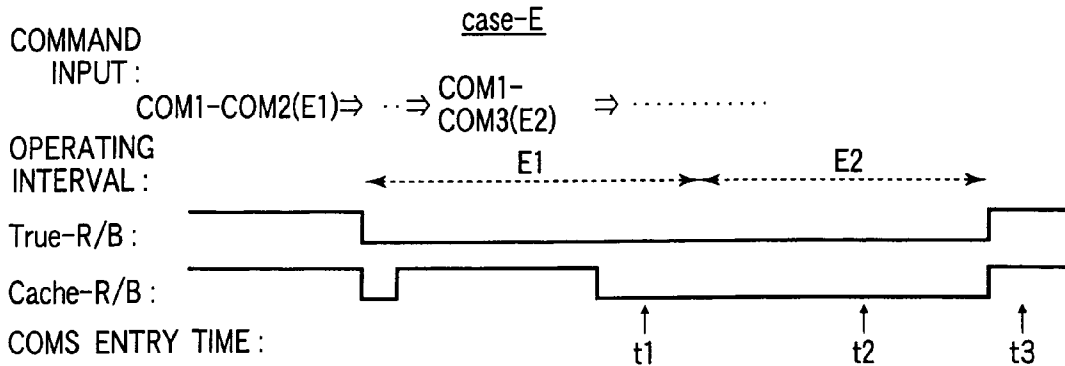 case-E
COMMAND
INPUT :
COM1-COM2(E1)⇒ ··⇒ COM1-
COM3(E2) ⇒ ············
OPERATING
INTERVAL :
E1 E2
True-R/B :
Cache-R/B :
COMS ENTRY TIME : t1 t2 t3